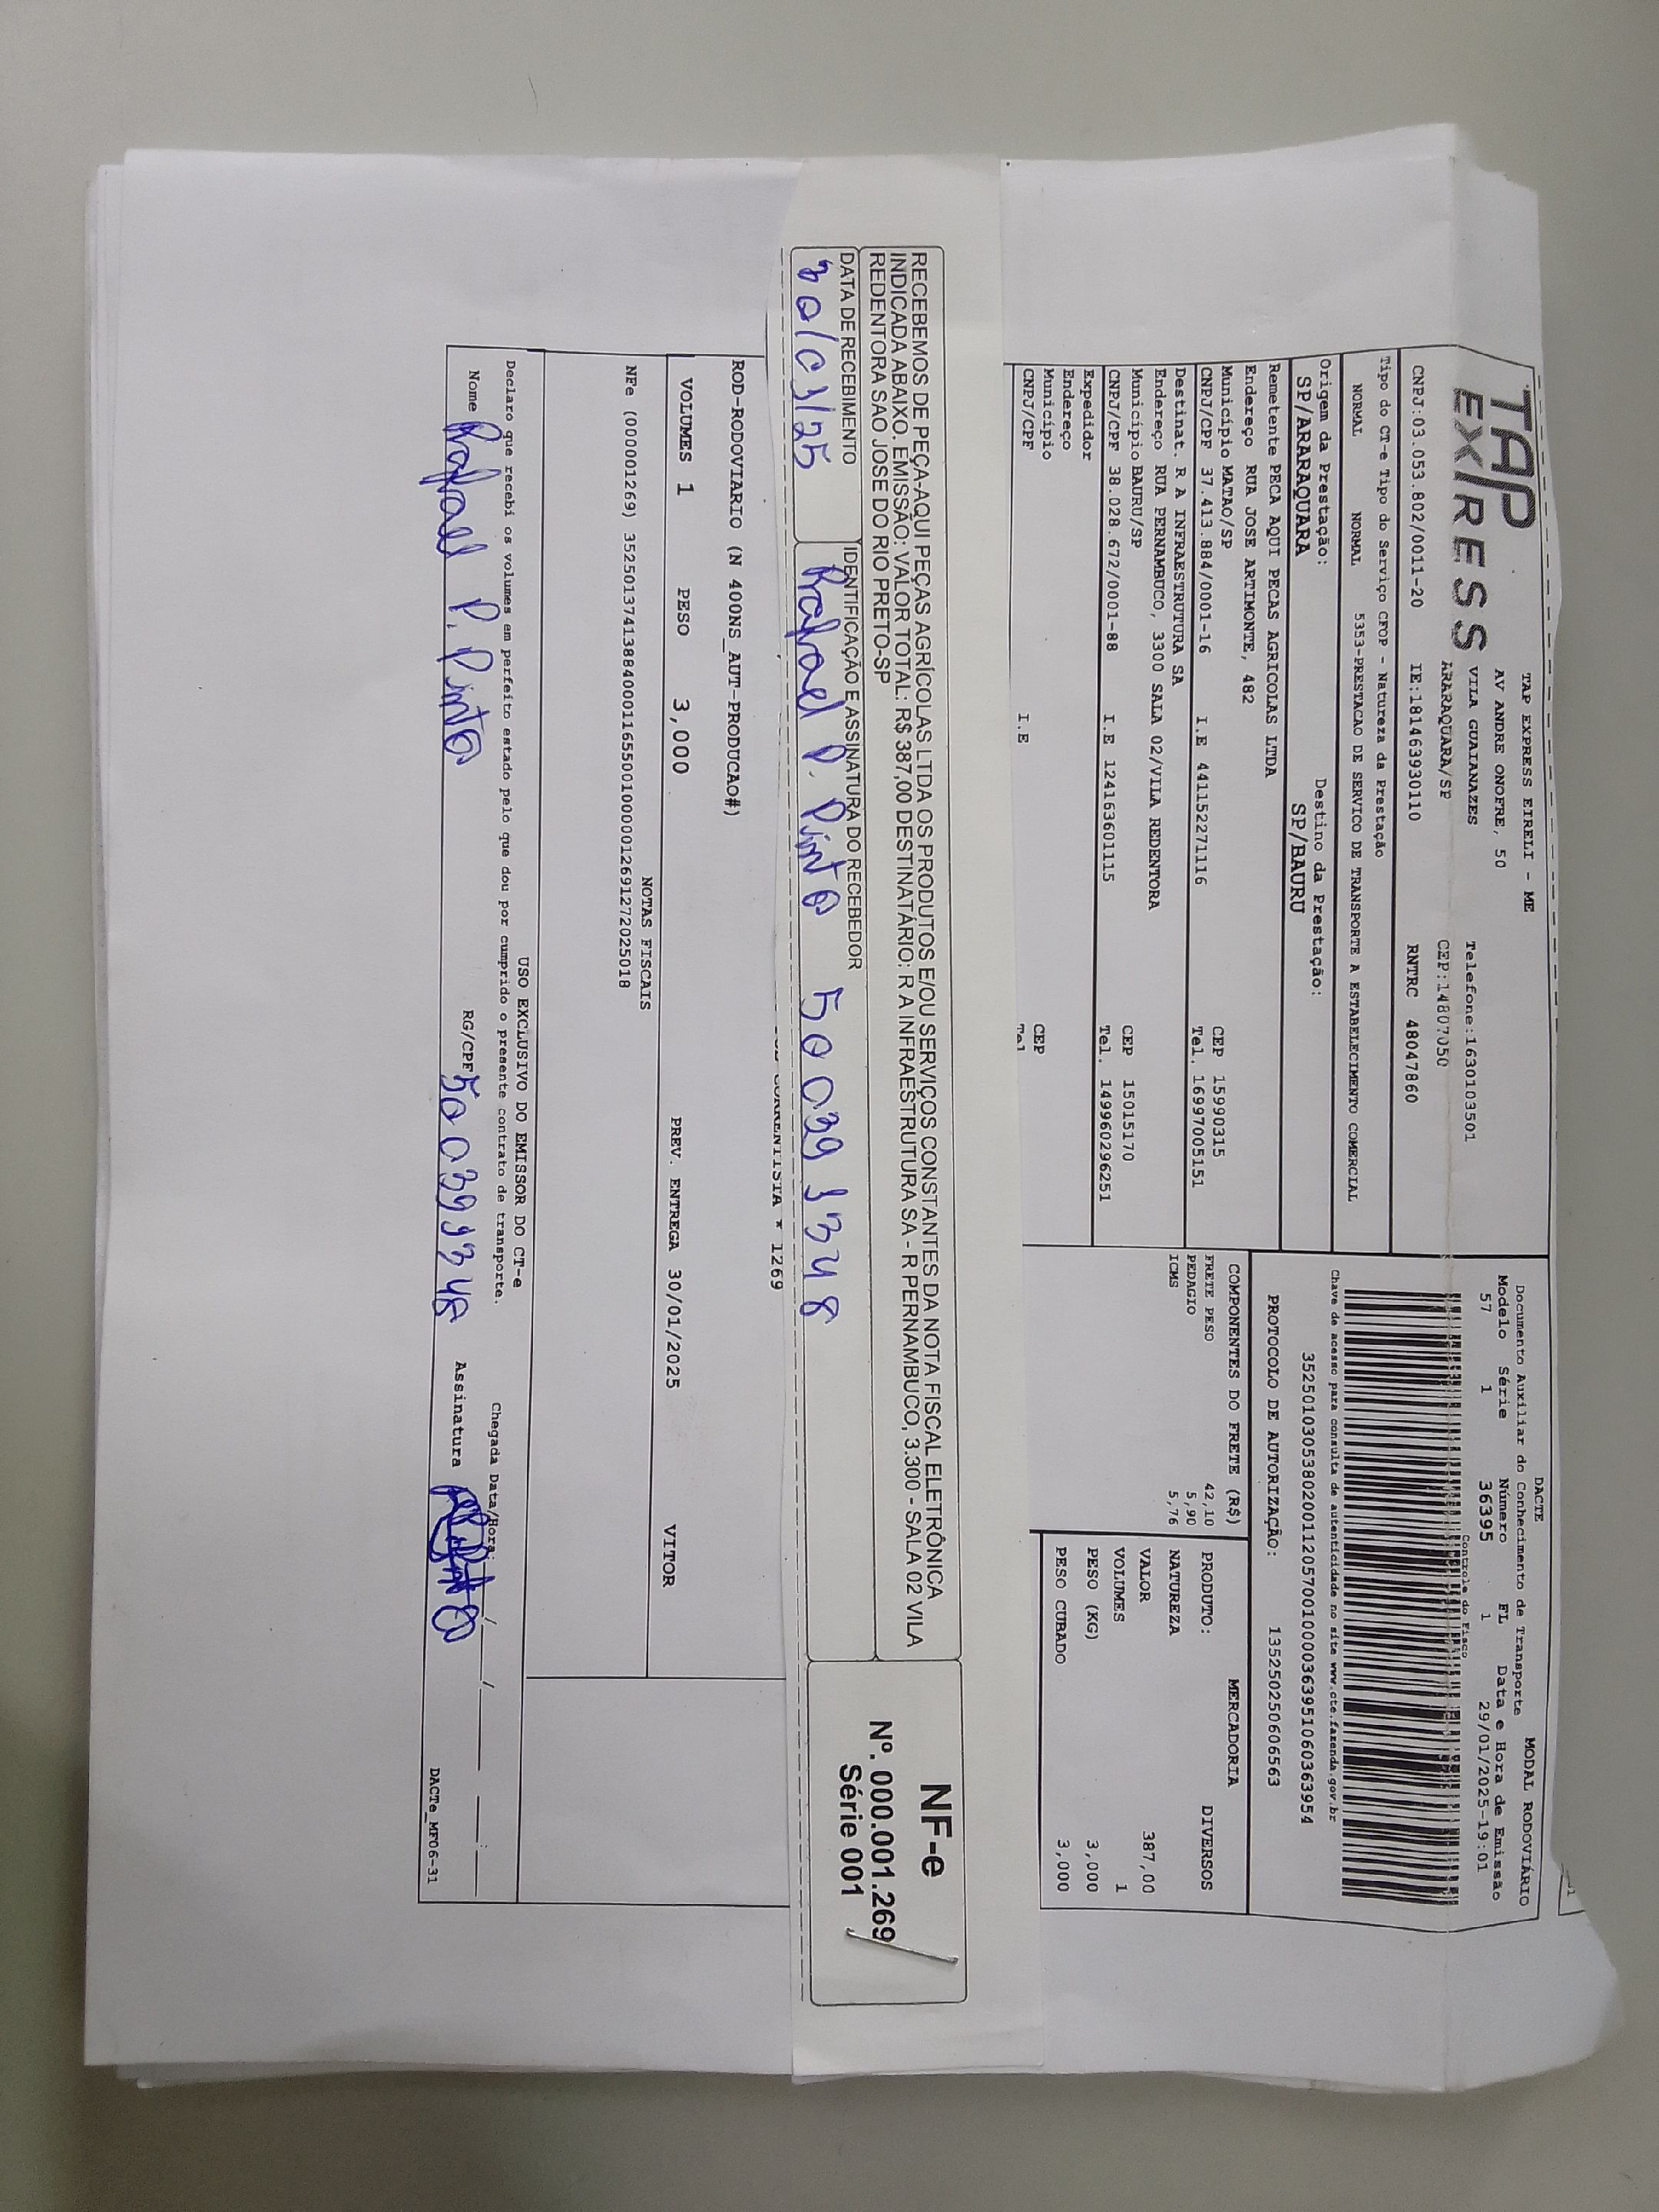 TAP
EXPRESS
TAP EXPRESS EIRELI - ME
AV ANDRE ONOFRE, 50
VILA GUAIANAZES
ARARAQUARA/SP
Telefone:1630103501
CEP:14807050
CNPJ:03.053.802/0011-20 IE:181463930110 RNTRC 48047860
Tipo do CT-e Tipo do Serviço CFOP - Natureza da Prestação
NORMAL NORMAL 5353-PRESTACAO DE SERVICO DE TRANSPORTE A ESTABELECIMENTO COMERCIAL
Origem da Prestação: Destino da Prestação:
SP/ARARAQUARA SP/BAURU
Remetente PECA AQUI PECAS AGRICOLAS LTDA
Endereço RUA JOSE ARTIMONTE, 482
Município MATAO/SP CEP 15990315
CNPJ/CPF 37.413.884/0001-16 I.E 441152271116 Tel. 16997005151
Destinat. R A INFRAESTRUTURA SA
Endereço RUA PERNAMBUCO, 3300 SALA 02/VILA REDENTORA
Município BAURU/SP CEP 15015170
CNPJ/CPF 38.028.672/0001-88 I.E 124163601115 Tel. 149960296251
Expedidor
Endereço
Município CEP
CNPJ/CPF I.E Tel
DACTE
Documento Auxiliar do Conhecimento de Transporte
MODAL RODOVIÁRIO
Modelo Série Número FL Data e Hora de Emissão
57 1 36395 1 29/01/2025-19:01
Controle do Fisco
Chave de acesso para consulta de autenticidade no site www.cte.fazenda.gov.br
35250103053802001120570010000363951060363954
PROTOCOLO DE AUTORIZAÇÃO: 135250250606563
COMPONENTES DO FRETE (R$)
FRETE PESO 42,10
PEDAGIO 5,90
ICMS 5,76
MERCADORIA
PRODUTO: DIVERSOS
NATUREZA
VALOR 387,00
VOLUMES 1
PESO (KG) 3,000
PESO CUBADO 3,000
RECEBEMOS DE PEÇA-AQUI PEÇAS AGRÍCOLAS LTDA OS PRODUTOS E/OU SERVIÇOS CONSTANTES DA NOTA FISCAL ELETRÔNICA
INDICADA ABAIXO. EMISSÃO: VALOR TOTAL: R$ 387,00 DESTINATÁRIO: R A INFRAESTRUTURA SA - R PERNAMBUCO, 3.300 - SALA 02 VILA
REDENTORA SAO JOSE DO RIO PRETO-SP
DATA DE RECEBIMENTO IDENTIFICAÇÃO E ASSINATURA DO RECEBEDOR
30/01/25 Rafael P. Pinto 500391348
NF-e
Nº. 000.001.269
Série 001
CORRENTISTA * 1269
ROD-RODOVIARIO (N 400NS_AUT-PRODUCAO#)
VOLUMES 1 PESO 3,000 PREV. ENTREGA 30/01/2025 VITOR
NOTAS FISCAIS
NFe (000001269) 35250137413884000116550010000012691272025018
USO EXCLUSIVO DO EMISSOR DO CT-e
Declaro que recebi os volumes em perfeito estado pelo que dou por cumprido o presente contrato de transporte.
Chegada Data/Hora: / / :
Nome Rafael P. Pinto RG/CPF 500391348 Assinatura
DACTe_MF06-31